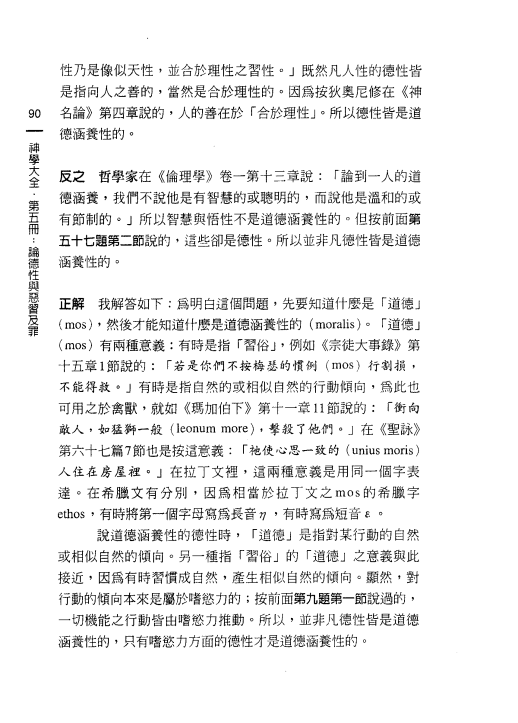 性乃是像似天性，並合於理性之習性。」既然凡人性的德性皆
是指向人之善的，當然是合於理性的。因為按狄奧尼修在《神
名論》第四章說的，人的善在於「合於理性」。所以德性皆是道
德涵養性的。
反之　哲學家在《倫理學》卷一第十三章說：「論到一人的道
德涵養，我們不說他是有智慧的或聰明的，而說他是溫和的或
有節制的。」所以智慧與悟性不是道德涵養性的。但按前面第
五十七題第二節說的，這些卻是德性。所以並非凡德性皆是道德
涵養性的。
正解　我解答如下：為明白這個問題，先要知道什麼是「道德」
(mos)，然後才能知道什麼是道德涵養性的 (moralis)。「道德」
(mos) 有兩種意義：有時是指「習俗」，例如《宗徒大事錄》第
十五章1節說的：「若是你們不按梅瑟的慣例 (mos) 行割損，
不能得救。」有時是指自然的或相似自然的行動傾向，為此也
可用之於禽獸，就如《瑪加伯下》第十一章11節說的：「衝向
敵人，如猛獅一般 (leonum more)，擊殺了他們。」在《聖詠》
第六十七篇7節也是按這意義：「祂使心思一致的 (unius moris)
人住在房屋裡。」在拉丁文裡，這兩種意義是用同一個字表
達。在希臘文有分別，因為相當於拉丁文之mos的希臘字
ethos，有時將第一個字母寫為長音η，有時寫為短音ε。
說道德涵養性的德性時，「道德」是指對某行動的自然
或相似自然的傾向。另一種指「習俗」的「道德」之意義與此
接近，因為有時習慣成自然，產生相似自然的傾向。顯然，對
行動的傾向本來是屬於嗜慾力的；按前面第九題第一節說過的，
一切機能之行動皆由嗜慾力推動。所以，並非凡德性皆是道德
涵養性的，只有嗜慾力方面的德性才是道德涵養性的。
90
神學大全．第五冊：論德性與惡習及罪